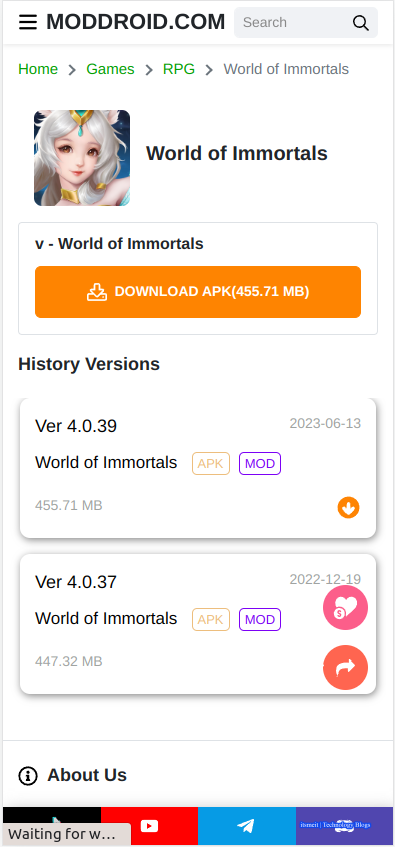 MODDROID.COM
Search
Home > Games > RPG > World of Immortals
World of Immortals
v - World of Immortals
DOWNLOAD APK(455.71 MB)
History Versions
Ver 4.0.39
2023-06-13
World of Immortals
APK
MOD
455.71 MB
Ver 4.0.37
2022-12-19
World of Immortals
APK
MOD
$
447.32 MB
About Us
Waiting for w...
| Technology Blogs